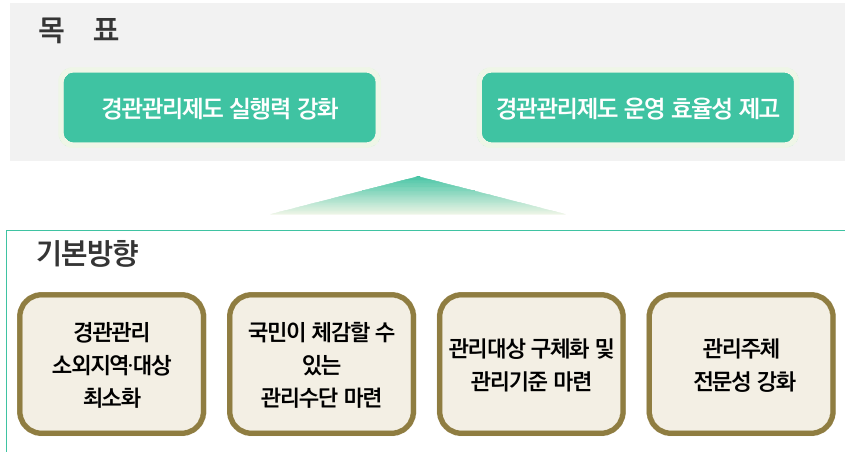 목 표
경관관리제도 실행력 강화
경관관리제도 운영 효율성 제고
기본방향
경관관리
소외지역·대상
최소화
국민이 체감할 수
있는
관리수단 마련
관리대상 구체화 및
관리기준 마련
관리주체
전문성 강화